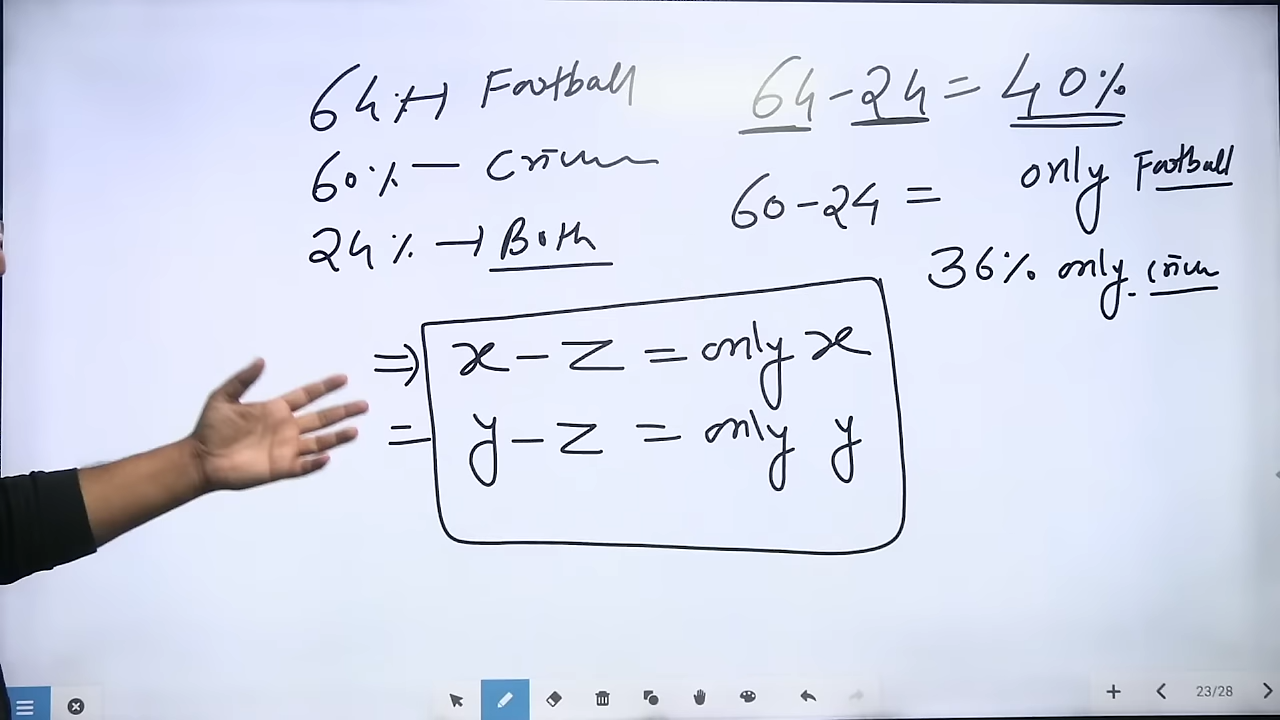 64% → Football
60% — Cricket
24% → Both
64-24 = 40%
only Football
60-24 =
36% only Cricket
⇒ x - z = only x
= y - z = only y
23/28